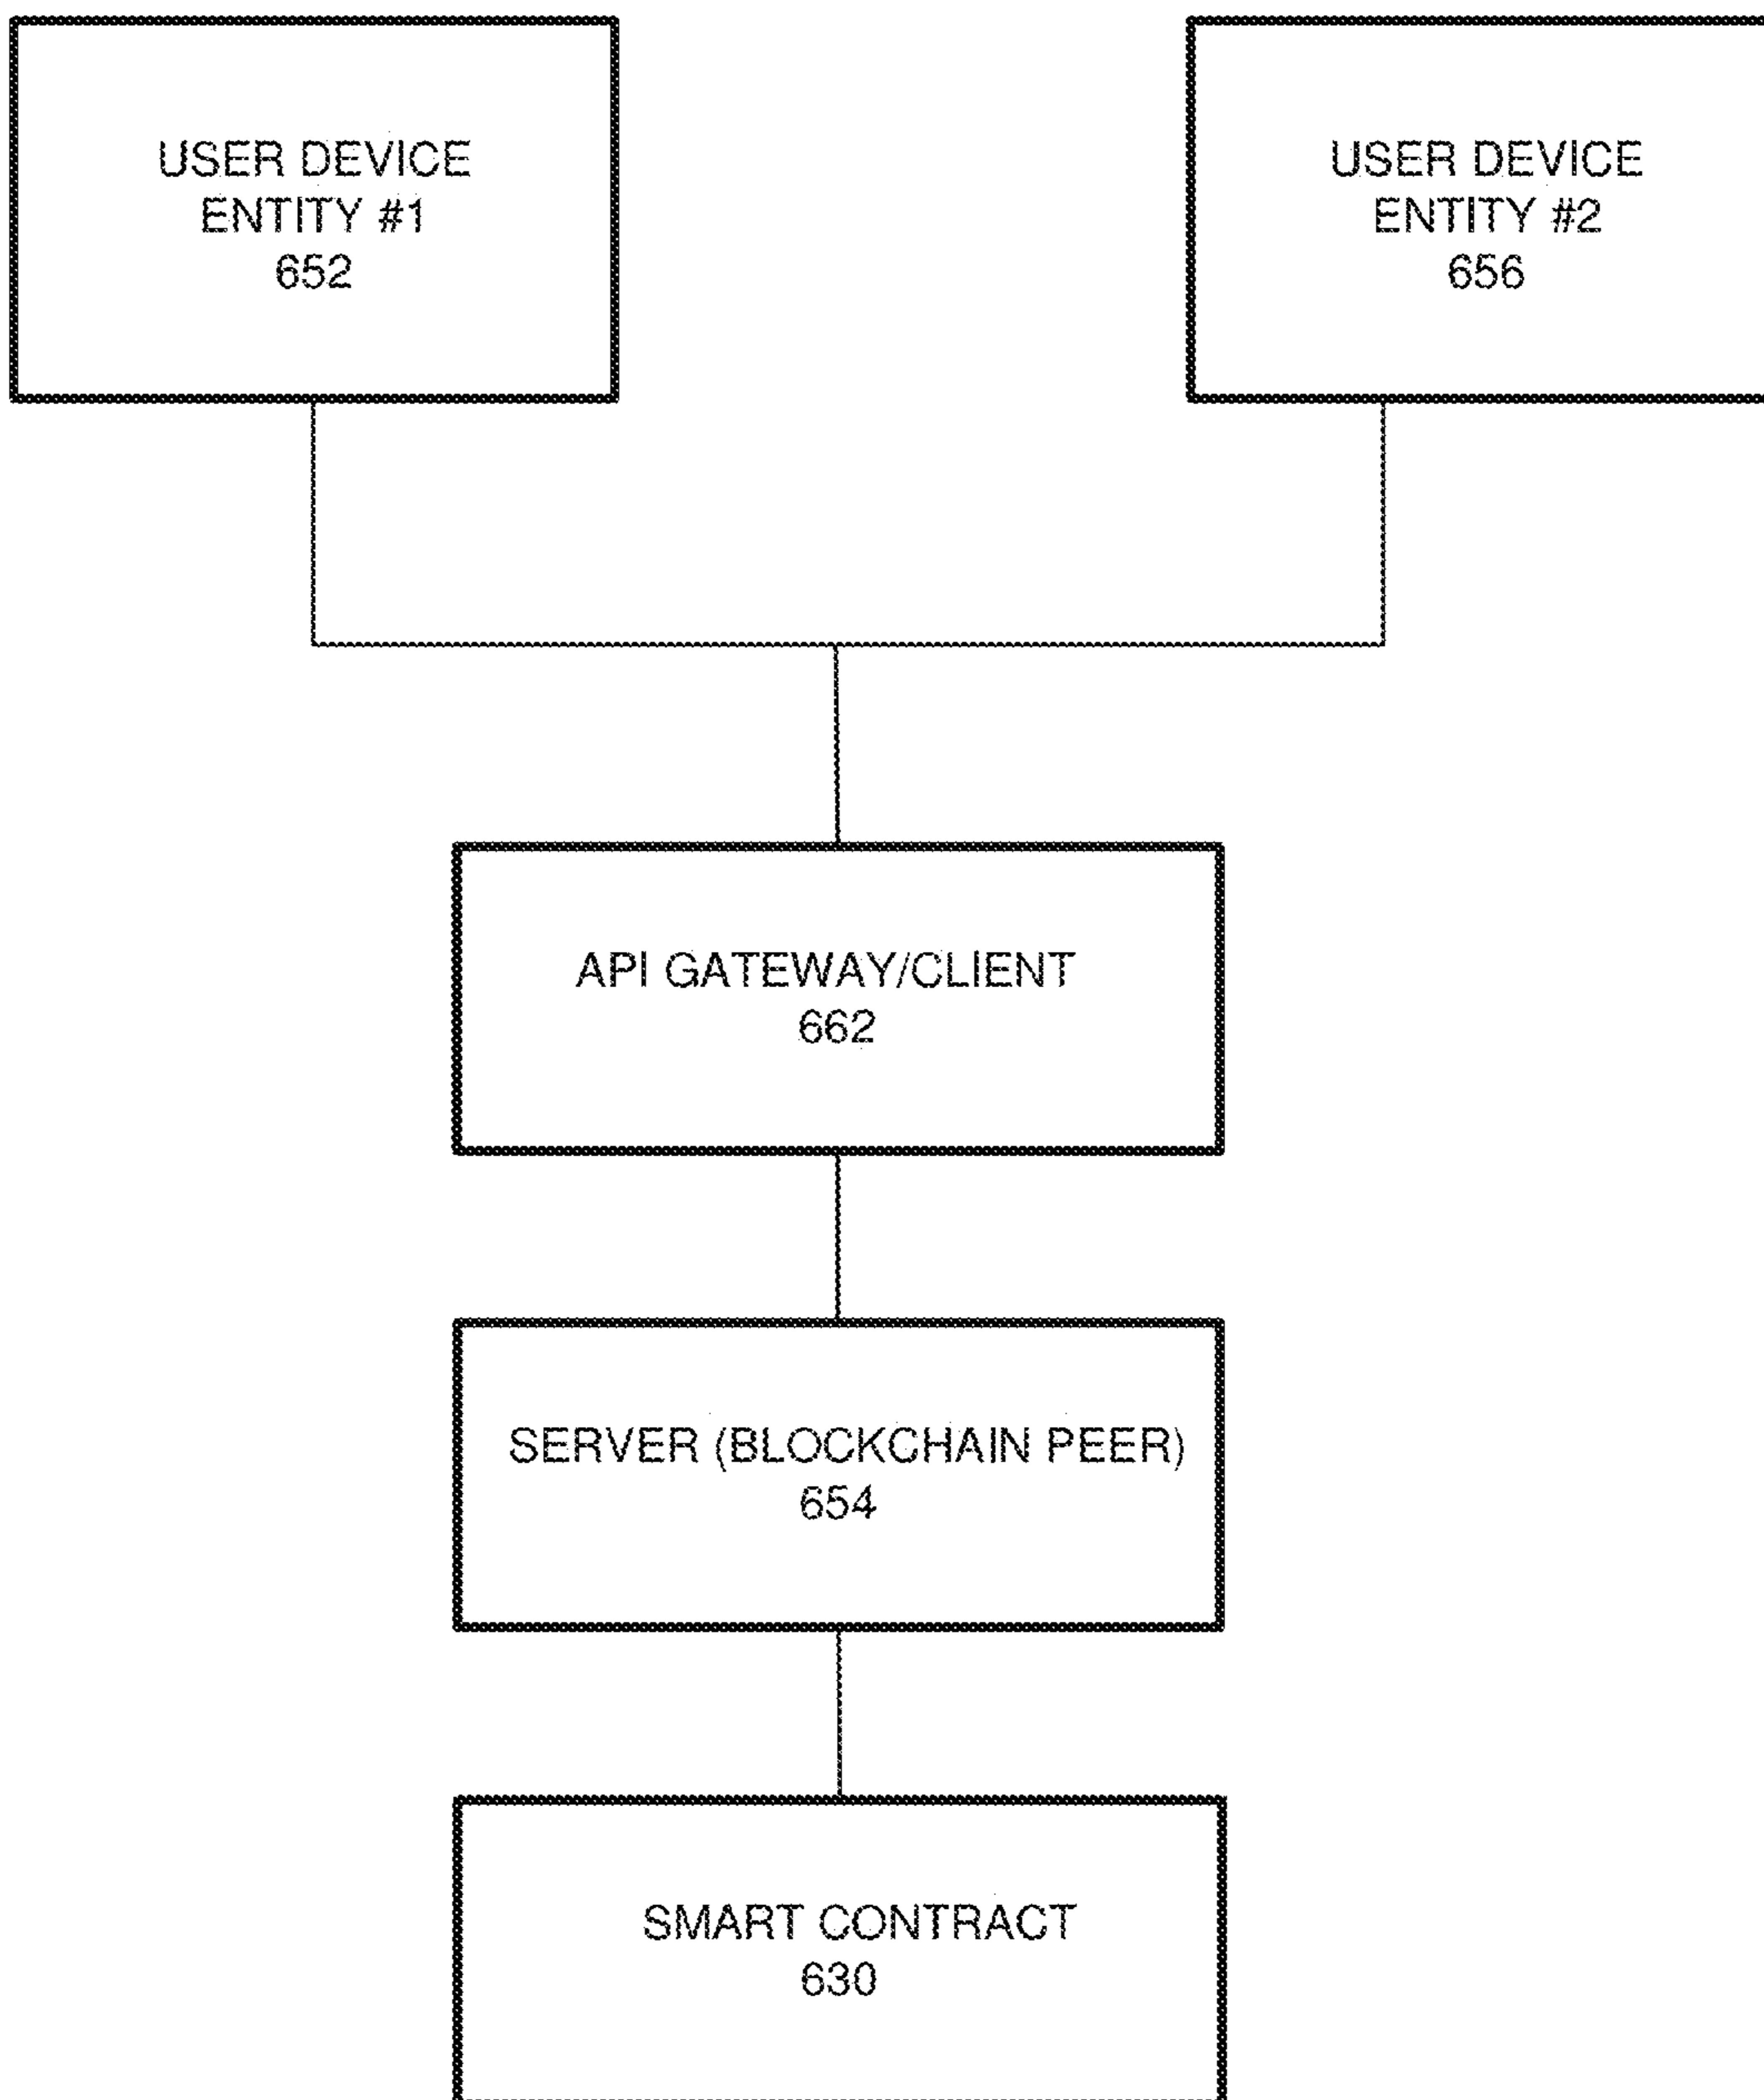 USER DEVICE
ENTITY #1
652
USER DEVICE
ENTITY #2
656
API GATEWAY/CLIENT
662
SERVER (BLOCKCHAIN PEER)
654
SMART CONTRACT
630